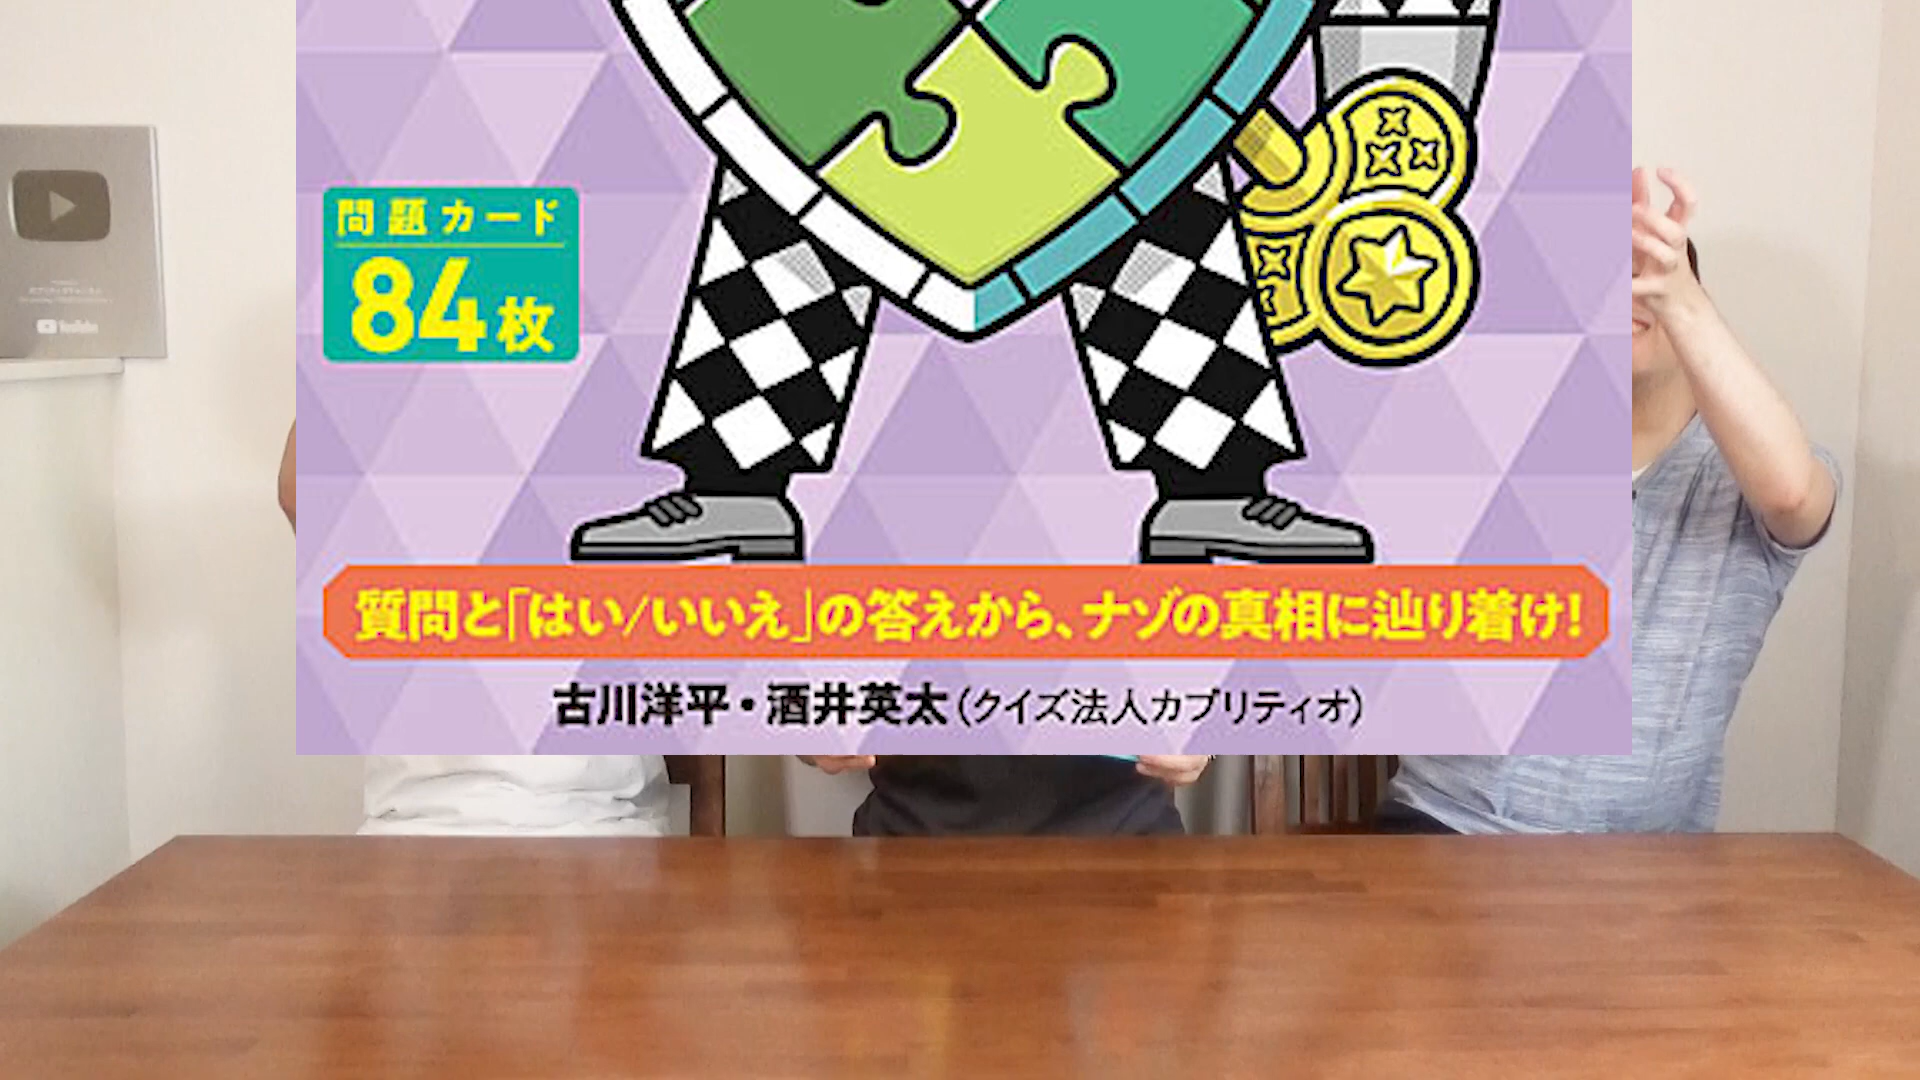 問題カード
84枚
YouTube
質問と「はい/いいえ」の答えから、ナゾの真相に辿り着け!
古川洋平・酒井英太(クイズ法人カプリティオ)